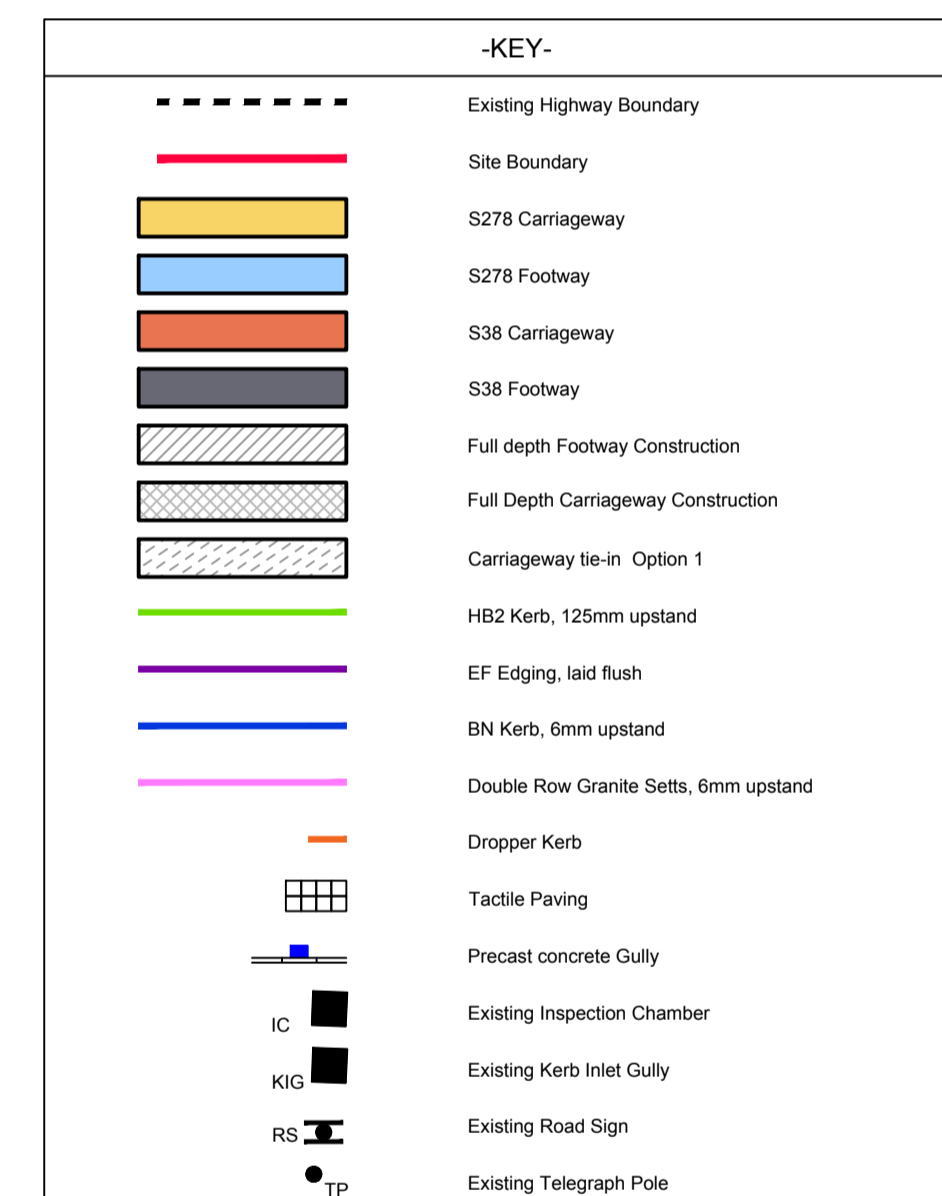 -KEY-
Existing Highway Boundary
Site Boundary
S278 Carriageway
S278 Footway
S38 Carriageway
S38 Footway
Full depth Footway Construction
Full Depth Carriageway Construction
Carriageway tie-in  Option 1
HB2 Kerb, 125mm upstand
EF Edging, laid flush
BN Kerb, 6mm upstand
Double Row Granite Setts, 6mm upstand
Dropper Kerb
Tactile Paving
Precast concrete Gully
IC Existing Inspection Chamber
KIG Existing Kerb Inlet Gully
RS Existing Road Sign
TP Existing Telegraph Pole